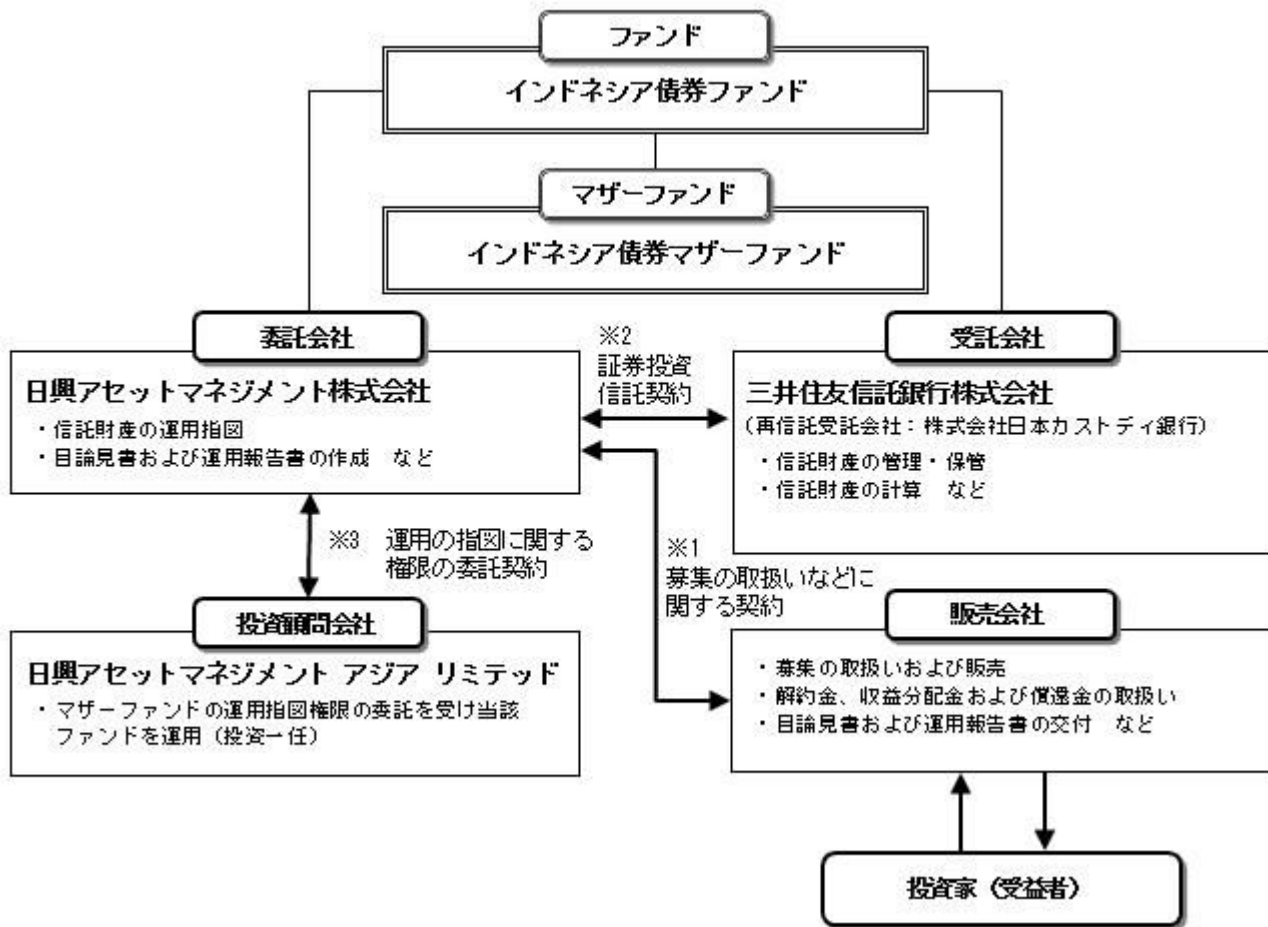 ファンド
インドネシア債券ファンド
マザーファンド
インドネシア債券マザーファンド
委託会社
日興アセットマネジメント株式会社
・信託財産の運用指図
・目論見書および運用報告書の作成 など
※2
証券投資
信託契約
受託会社
三井住友信託銀行株式会社
(再信託受託会社:株式会社日本カストディ銀行)
・信託財産の管理・保管
・信託財産の計算 など
※3 運用の指図に関する
権限の委託契約
※1
募集の取扱いなどに
関する契約
投資顧問会社
日興アセットマネジメント アジア リミテッド
・マザーファンドの運用指図権限の委託を受け当該
ファンドを運用(投資一任)
販売会社
・募集の取扱いおよび販売
・解約金、収益分配金および償還金の取扱い
・目論見書および運用報告書の交付 など
投資家(受益者)